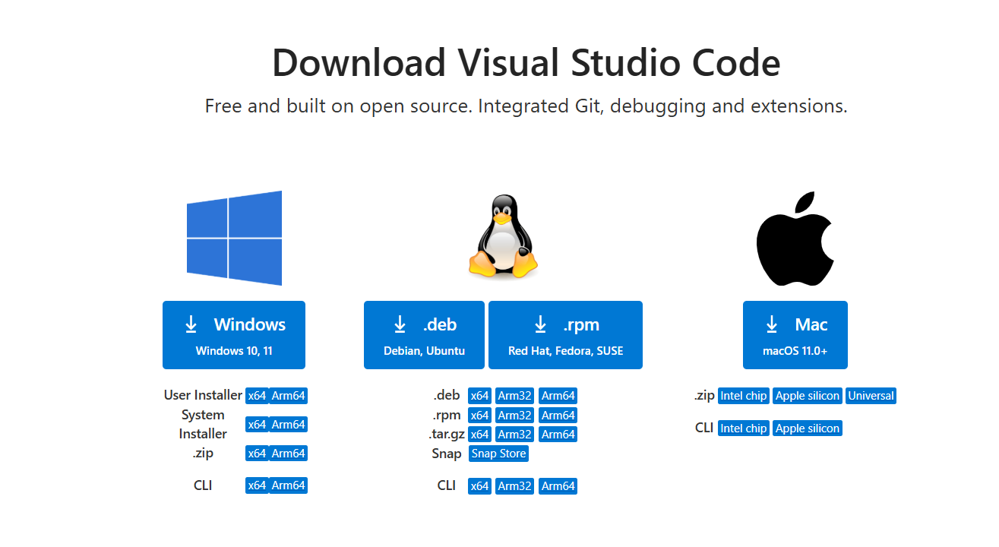 Download Visual Studio Code
Free and built on open source. Integrated Git, debugging and extensions.
Windows
Windows 10, 11
User Installer x64 Arm64
System
Installer x64 Arm64
.zip x64 Arm64
CLI x64 Arm64
.deb
Debian, Ubuntu
.rpm
Red Hat, Fedora, SUSE
.deb x64 Arm32 Arm64
.rpm x64 Arm32 Arm64
.tar.gz x64 Arm32 Arm64
Snap Snap Store
CLI x64 Arm32 Arm64
Mac
macOS 11.0+
.zip Intel chip Apple silicon Universal
CLI Intel chip Apple silicon